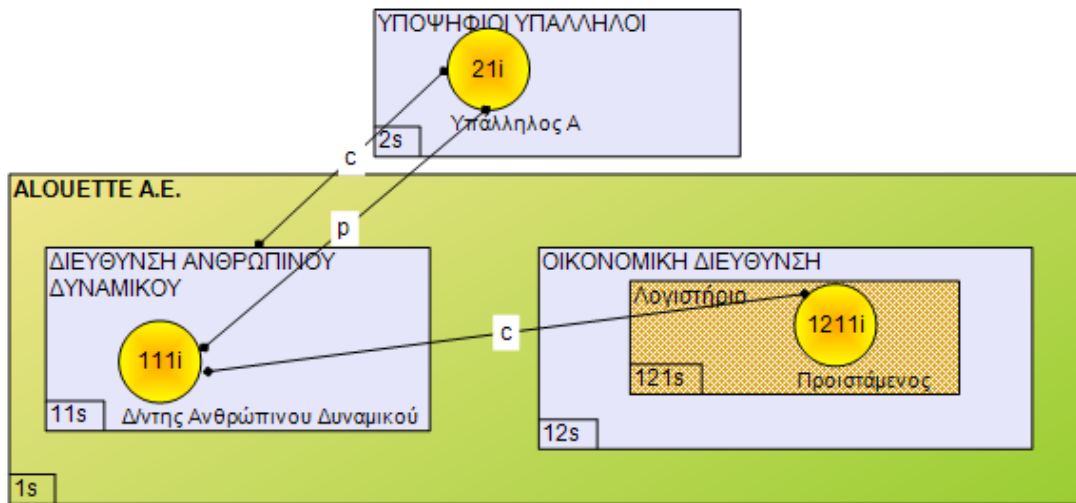 ΥΠΟΨΗΦΙΟΙ ΥΠΑΛΛΗΛΟΙ
21i
Υπάλληλος Α
2s
c
ALOUETTE A.E.
p
ΔΙΕΥΘΥΝΣΗ ΑΝΘΡΩΠΙΝΟΥ
ΔΥΝΑΜΙΚΟΥ
111i
Δ/ντης Ανθρώπινου Δυναμικού
11s
c
ΟΙΚΟΝΟΜΙΚΗ ΔΙΕΥΘΥΝΣΗ
Λογιστήριο
1211i
Προιστάμενος
121s
12s
1s